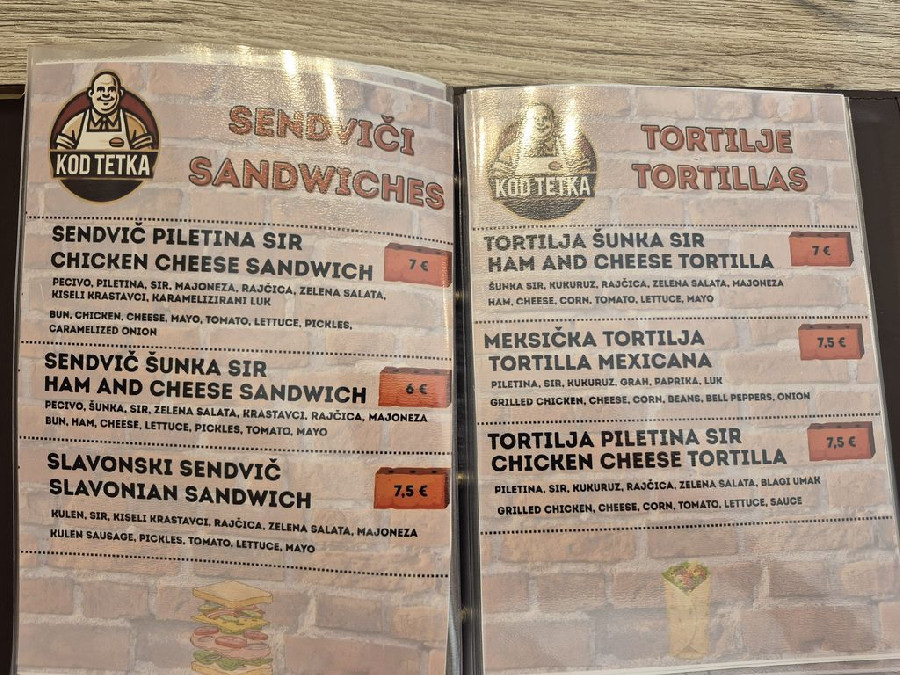 KOD TETKA
SENDVIČI
SANDWICHES
SENDVIČ PILETINA SIR
CHICKEN CHEESE SANDWICH
7 €
PECIVO, PILETINA, SIR, MAJONEZA, RAJČICA, ZELENA SALATA,
KISELI KRASTAVCI, KARAMELIZIRANI LUK
BUN, CHICKEN, CHEESE, MAYO, TOMATO, LETTUCE, PICKLES,
CARAMELIZED ONION
SENDVIČ ŠUNKA SIR
HAM AND CHEESE SANDWICH
6 €
PECIVO, ŠUNKA, SIR, ZELENA SALATA, KRASTAVCI, RAJČICA, MAJONEZA
BUN, HAM, CHEESE, LETTUCE, PICKLES, TOMATO, MAYO
SLAVONSKI SENDVIČ
SLAVONIAN SANDWICH
7,5 €
KULEN, SIR, KISELI KRASTAVCI, RAJČICA, ZELENA SALATA, MAJONEZA
KULEN SAUSAGE, PICKLES, TOMATO, LETTUCE, MAYO
KOD TETKA
TORTILJE
TORTILLAS
TORTILJA ŠUNKA SIR
HAM AND CHEESE TORTILLA
7 €
ŠUNKA SIR, KUKURUZ, RAJČICA, ZELENA SALATA, MAJONEZA
HAM, CHEESE, CORN, TOMATO, LETTUCE, MAYO
MEKSIČKA TORTILJA
TORTILLA MEXICANA
7,5 €
PILETINA, SIR, KUKURUZ, GRAH, PAPRIKA, LUK
GRILLED CHICKEN, CHEESE, CORN, BEANS, BELL PEPPERS, ONION
TORTILJA PILETINA SIR
CHICKEN CHEESE TORTILLA
7,5 €
PILETINA, SIR, KUKURUZ, RAJČICA, ZELENA SALATA, BLAGI UMAK
GRILLED CHICKEN, CHEESE, CORN, TOMATO, LETTUCE, SAUCE